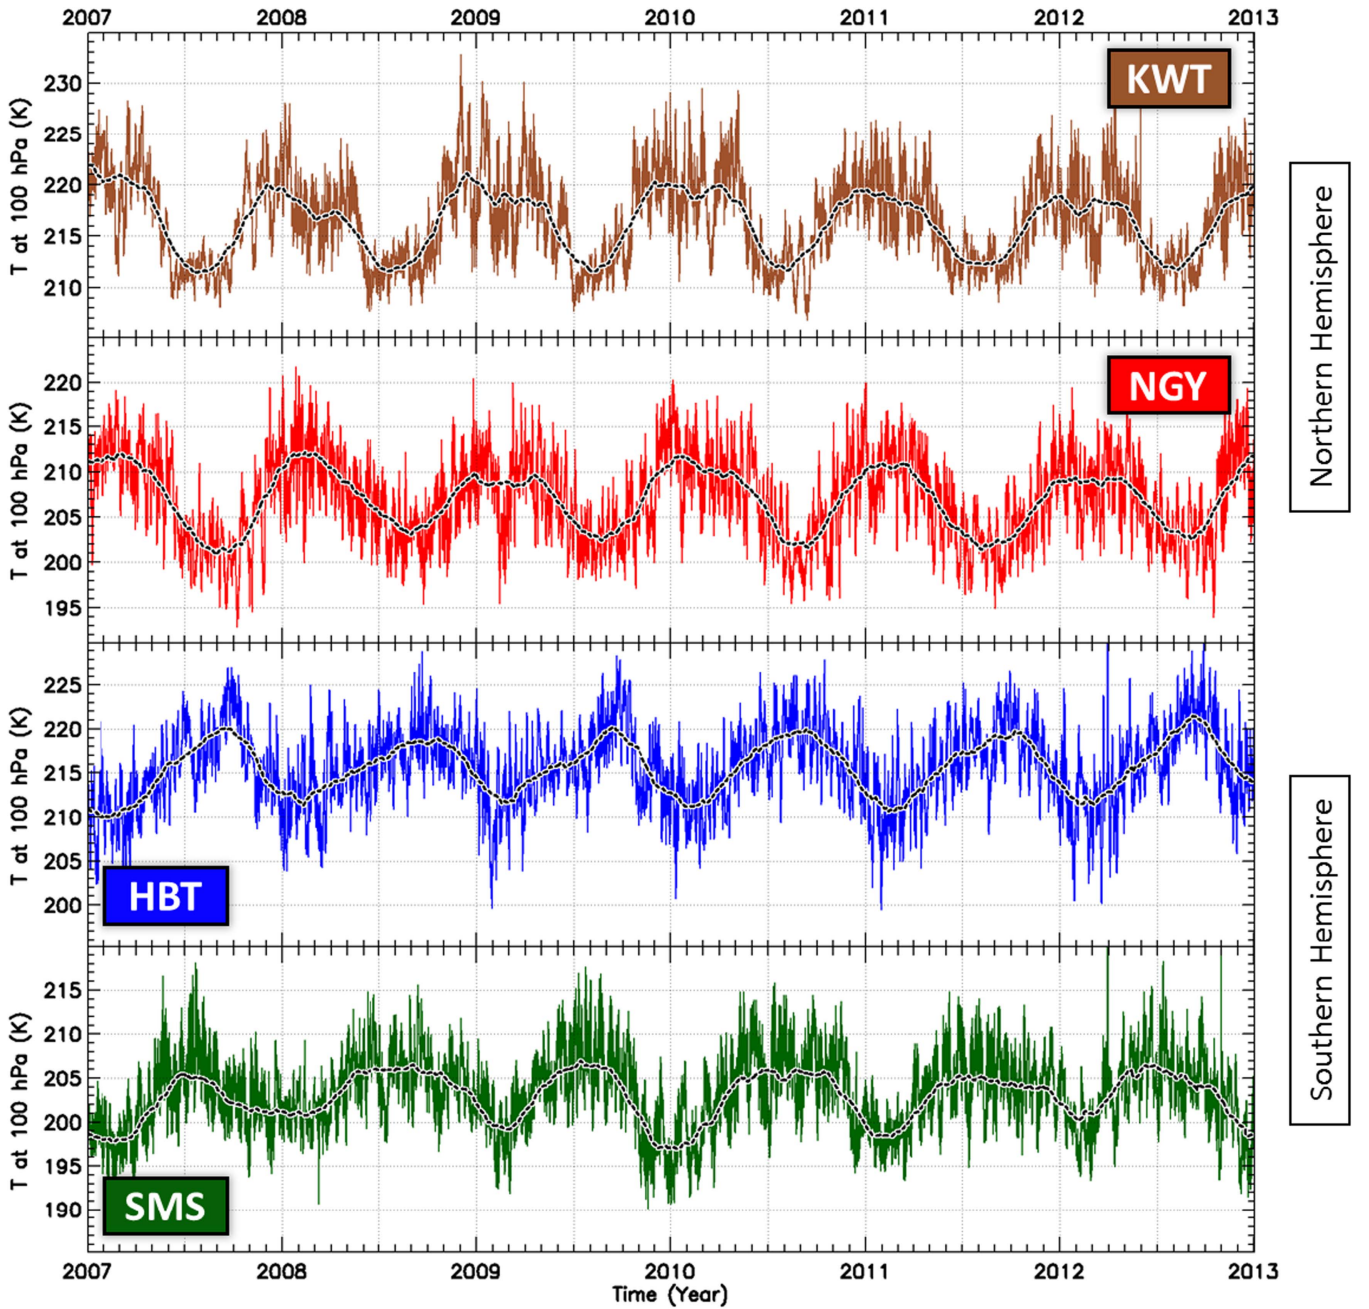 2007 2008 2009 2010 2011 2012 2013
KWT
T at 100 hPa (K)
230
225
220
215
210
Northern Hemisphere
NGY
T at 100 hPa (K)
220
215
210
205
200
195
HBT
T at 100 hPa (K)
225
220
215
210
205
200
Southern Hemisphere
SMS
T at 100 hPa (K)
215
210
205
200
195
190
2007 2008 2009 2010 2011 2012 2013
Time (Year)